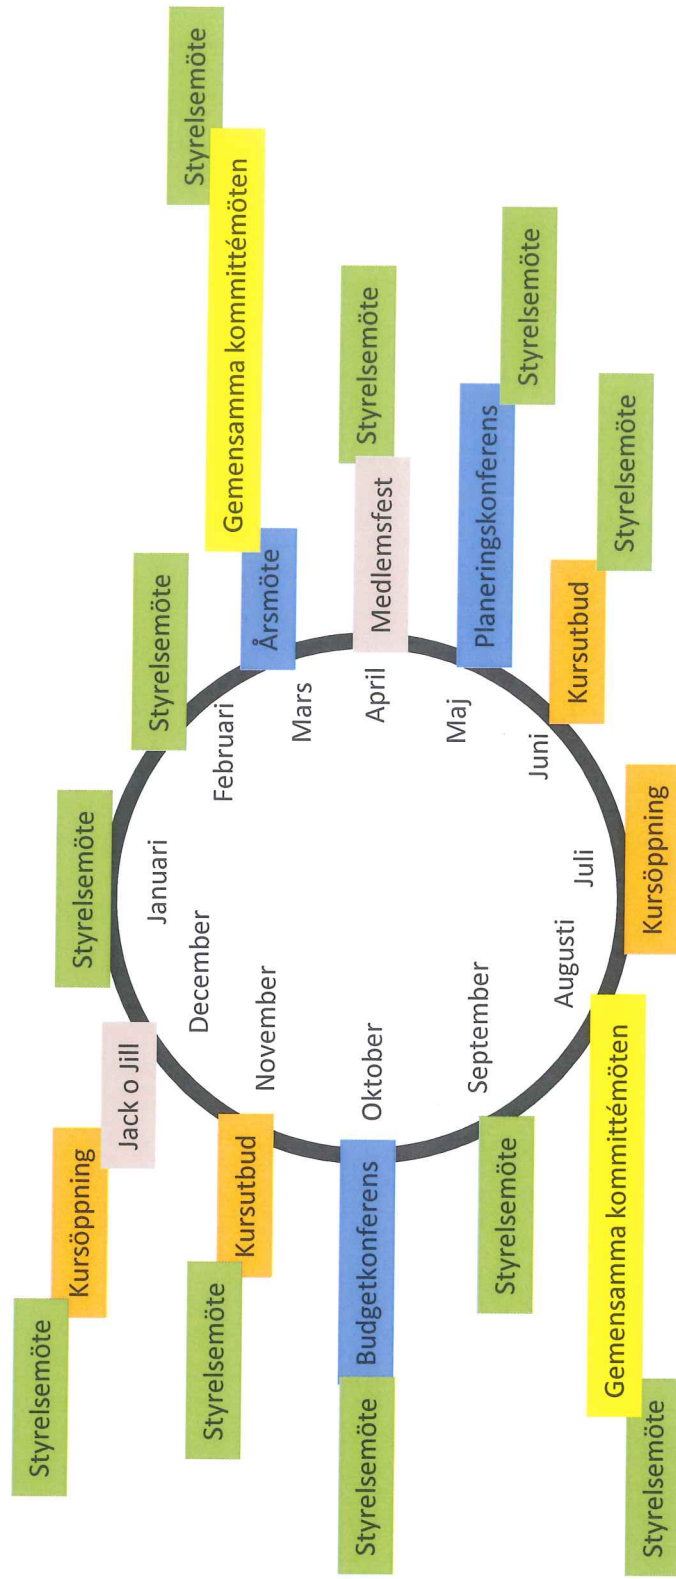 Styrelsemöte
Kursöppning
Jack o Jill
Styrelsemöte
Styrelsemöte
Styrelsemöte
Gemensamma kommittémöten
Årsmöte
Styrelsemöte
Kursutbud
Januari
December
Februari
November
Mars
Styrelsemöte
Budgetkonferens
Oktober
April
Medlemsfest
Styrelsemöte
Maj
Planeringskonferens
Styrelsemöte
September
Styrelsemöte
Juni
Kursutbud
Styrelsemöte
Augusti
Juli
Gemensamma kommittémöten
Styrelsemöte
Kursöppning